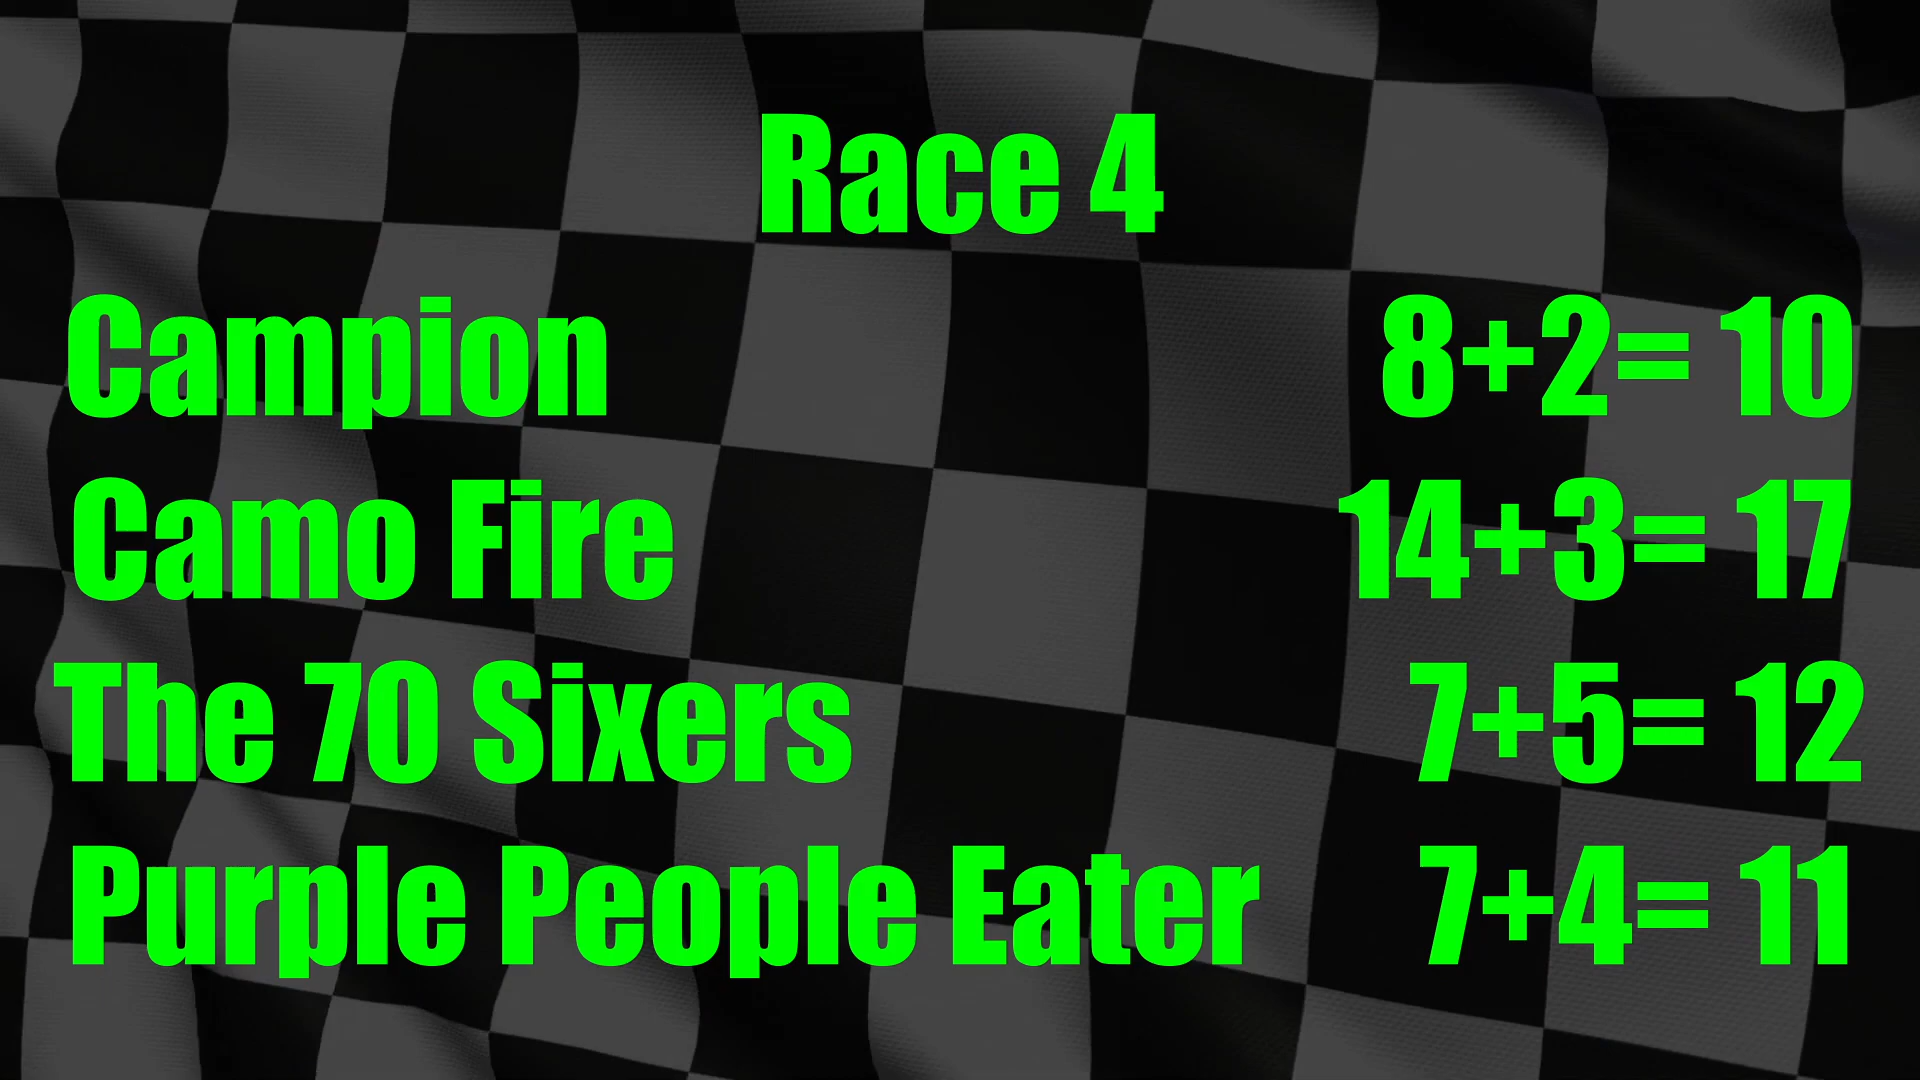 Race 4
Campion 8+2= 10
Camo Fire 14+3= 17
The 70 Sixers 7+5= 12
Purple People Eater 7+4= 11